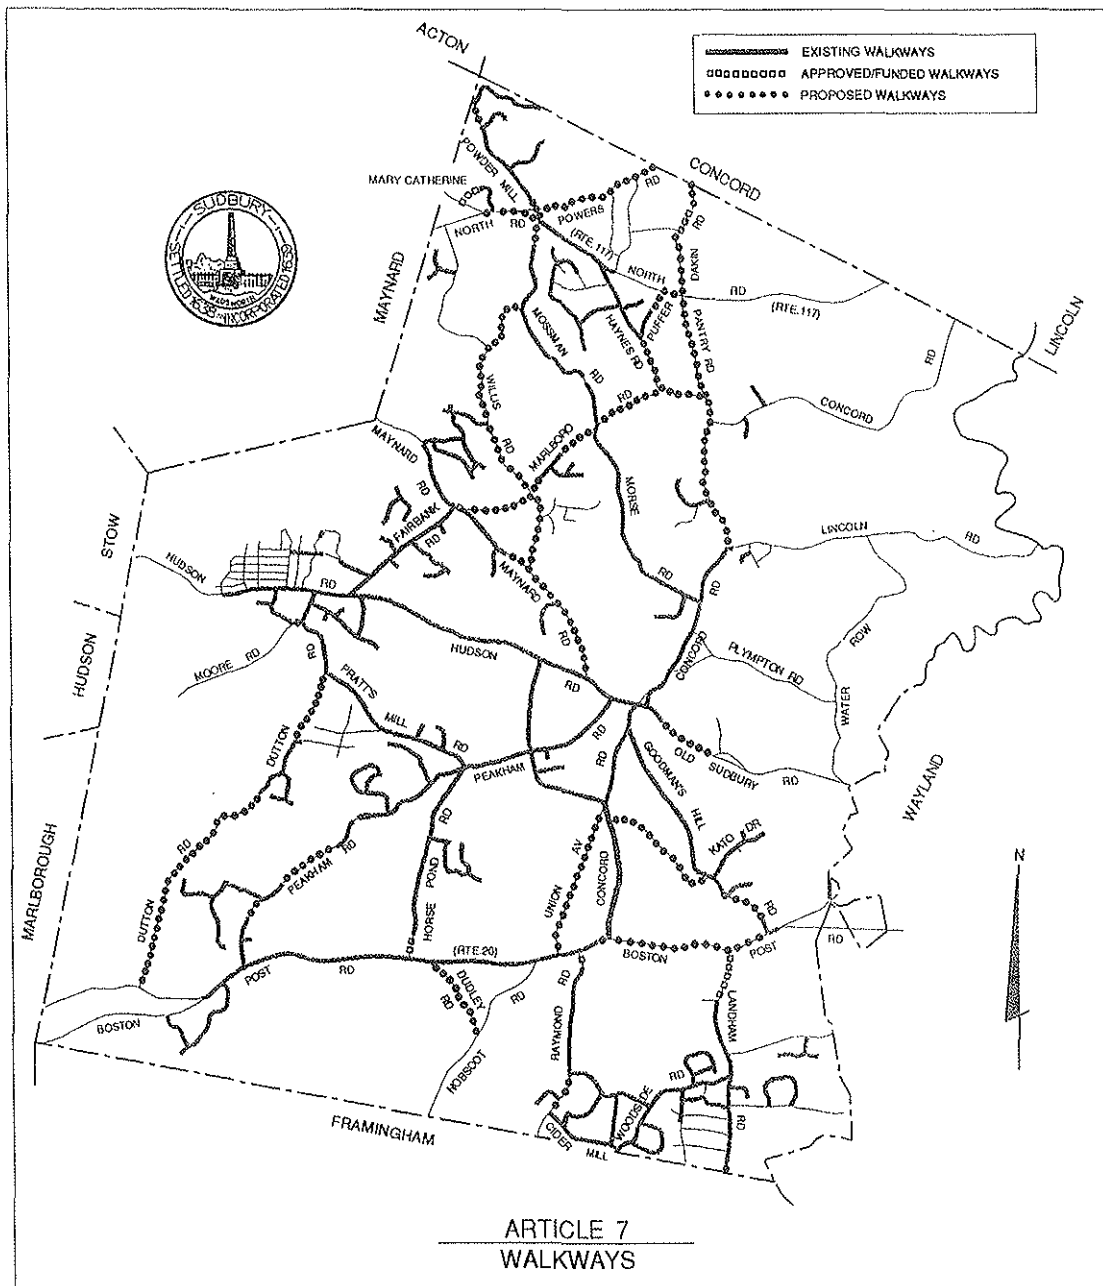 ACTON
EXISTING WALKWAYS
APPROVED/FUNDED WALKWAYS
PROPOSED WALKWAYS
POWDER MILL
MARY CATHERINE
CONCORD
SUDBURY
SETTLED 1638-INCORPORATED 1639
NORTH RD
POWERS RD
(RTE. 117)
NORTH RD
(RTE. 117)
DAKIN RD
MAYNARD
LINCOLN
MOSSMAN RD
HAYNES RD
PUFFER
PANTRY RD
WILLIS RD
MARLBORO RD
CONCORD RD
MAYNARD RD
MORSE
FAIRBANK RD
STOW
HUDSON RD
LINCOLN RD
MAYNARD RD
HUDSON
MOORE RD
HUDSON RD
CONCORD RD
PLYMPTON RD
WATER ROW
DUTTON RD
PRATT'S MILL RD
PEAKHAM RD
GOODMAN'S HILL RD
OLD SUDBURY RD
WAYLAND
KATO DR
MARLBOROUGH
DUTTON RD
PEAKHAM RD
HORSE POND RD
UNION AV
CONCORD RD
N
BOSTON POST RD
(RTE. 20)
BOSTON POST RD
DUDLEY RD
RAYMOND RD
LANDHAM RD
HOBSCOT RD
WOODSIDE RD
CIDER MILL
FRAMINGHAM
ARTICLE 7
WALKWAYS